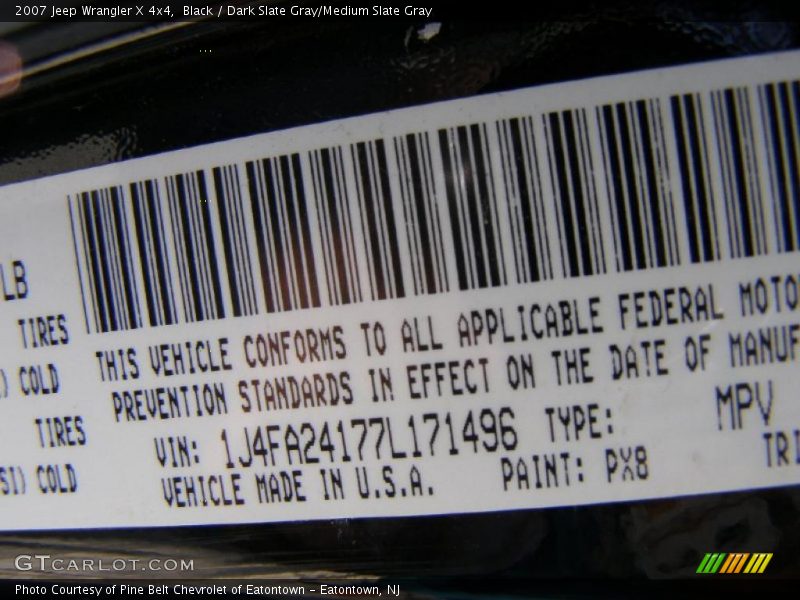 2007 Jeep Wrangler X 4x4, Black / Dark Slate Gray/Medium Slate Gray
LB
TIRES
COLD
TIRES
SI) COLD
THIS VEHICLE CONFORMS TO ALL APPLICABLE FEDERAL MOTO
PREVENTION STANDARDS IN EFFECT ON THE DATE OF MANUF
VIN: 1J4FA24177L171496 TYPE: MPV
VEHICLE MADE IN U.S.A. PAINT: PX8 TRI
GTCARLOT.COM
Photo Courtesy of Pine Belt Chevrolet of Eatontown - Eatontown, NJ